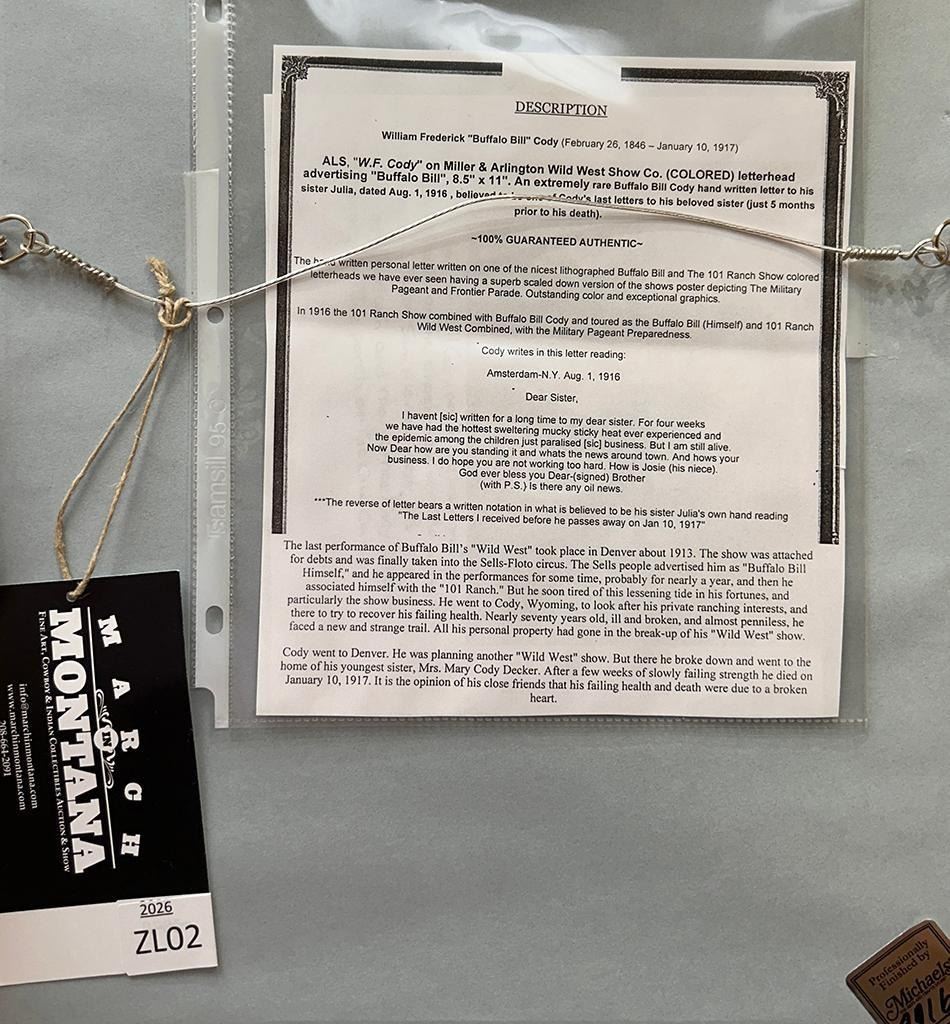 DESCRIPTION
William Frederick "Buffalo Bill" Cody (February 26, 1846 – January 10, 1917)
ALS, "W.F. Cody" on Miller & Arlington Wild West Show Co. (COLORED) letterhead
advertising "Buffalo Bill", 8.5" x 11". An extremely rare Buffalo Bill Cody hand written letter to his
sister Julia, dated Aug. 1, 1916 , believed to be one of Cody's last letters to his beloved sister (just 5 months
prior to his death).
~100% GUARANTEED AUTHENTIC~
The hand written personal letter written on one of the nicest lithographed Buffalo Bill and The 101 Ranch Show colored
letterheads we have ever seen having a superb scaled down version of the shows poster depicting The Military
Pageant and Frontier Parade. Outstanding color and exceptional graphics.
In 1916 the 101 Ranch Show combined with Buffalo Bill Cody and toured as the Buffalo Bill (Himself) and 101 Ranch
Wild West Combined, with the Military Pageant Preparedness.
Cody writes in this letter reading:
Amsterdam-N.Y. Aug. 1, 1916
Dear Sister,
I havent [sic] written for a long time to my dear sister. For four weeks
we have had the hottest sweltering mucky sticky heat ever experienced and
the epidemic among the children just paralised [sic] business. But I am still alive.
Now Dear how are you standing it and whats the news around town. And hows your
business. I do hope you are not working too hard. How is Josie (his niece).
God ever bless you Dear-(signed) Brother
(with P.S.) Is there any oil news.
***The reverse of letter bears a written notation in what is believed to be his sister Julia's own hand reading
"The Last Letters I received before he passes away on Jan 10, 1917"
The last performance of Buffalo Bill's "Wild West" took place in Denver about 1913. The show was attached
for debts and was finally taken into the Sells-Floto circus. The Sells people advertised him as "Buffalo Bill
Himself," and he appeared in the performances for some time, probably for nearly a year, and then he
associated himself with the "101 Ranch." But he soon tired of this lessening tide in his fortunes, and
particularly the show business. He went to Cody, Wyoming, to look after his private ranching interests, and
there to try to recover his failing health. Nearly seventy years old, ill and broken, and almost penniless, he
faced a new and strange trail. All his personal property had gone in the break-up of his "Wild West" show.
Cody went to Denver. He was planning another "Wild West" show. But there he broke down and went to the
home of his youngest sister, Mrs. Mary Cody Decker. After a few weeks of slowly failing strength he died on
January 10, 1917. It is the opinion of his close friends that his failing health and death were due to a broken
heart.
Samsill 95
MARCH
IN
MONTANA
FINE ART, COWBOY & INDIAN COLLECTIBLES AUCTION & SHOW
info@marchinmontana.com
www.marchinmontana.com
208-664-2091
2026
ZL02
Professionally
Finished by
Michaels